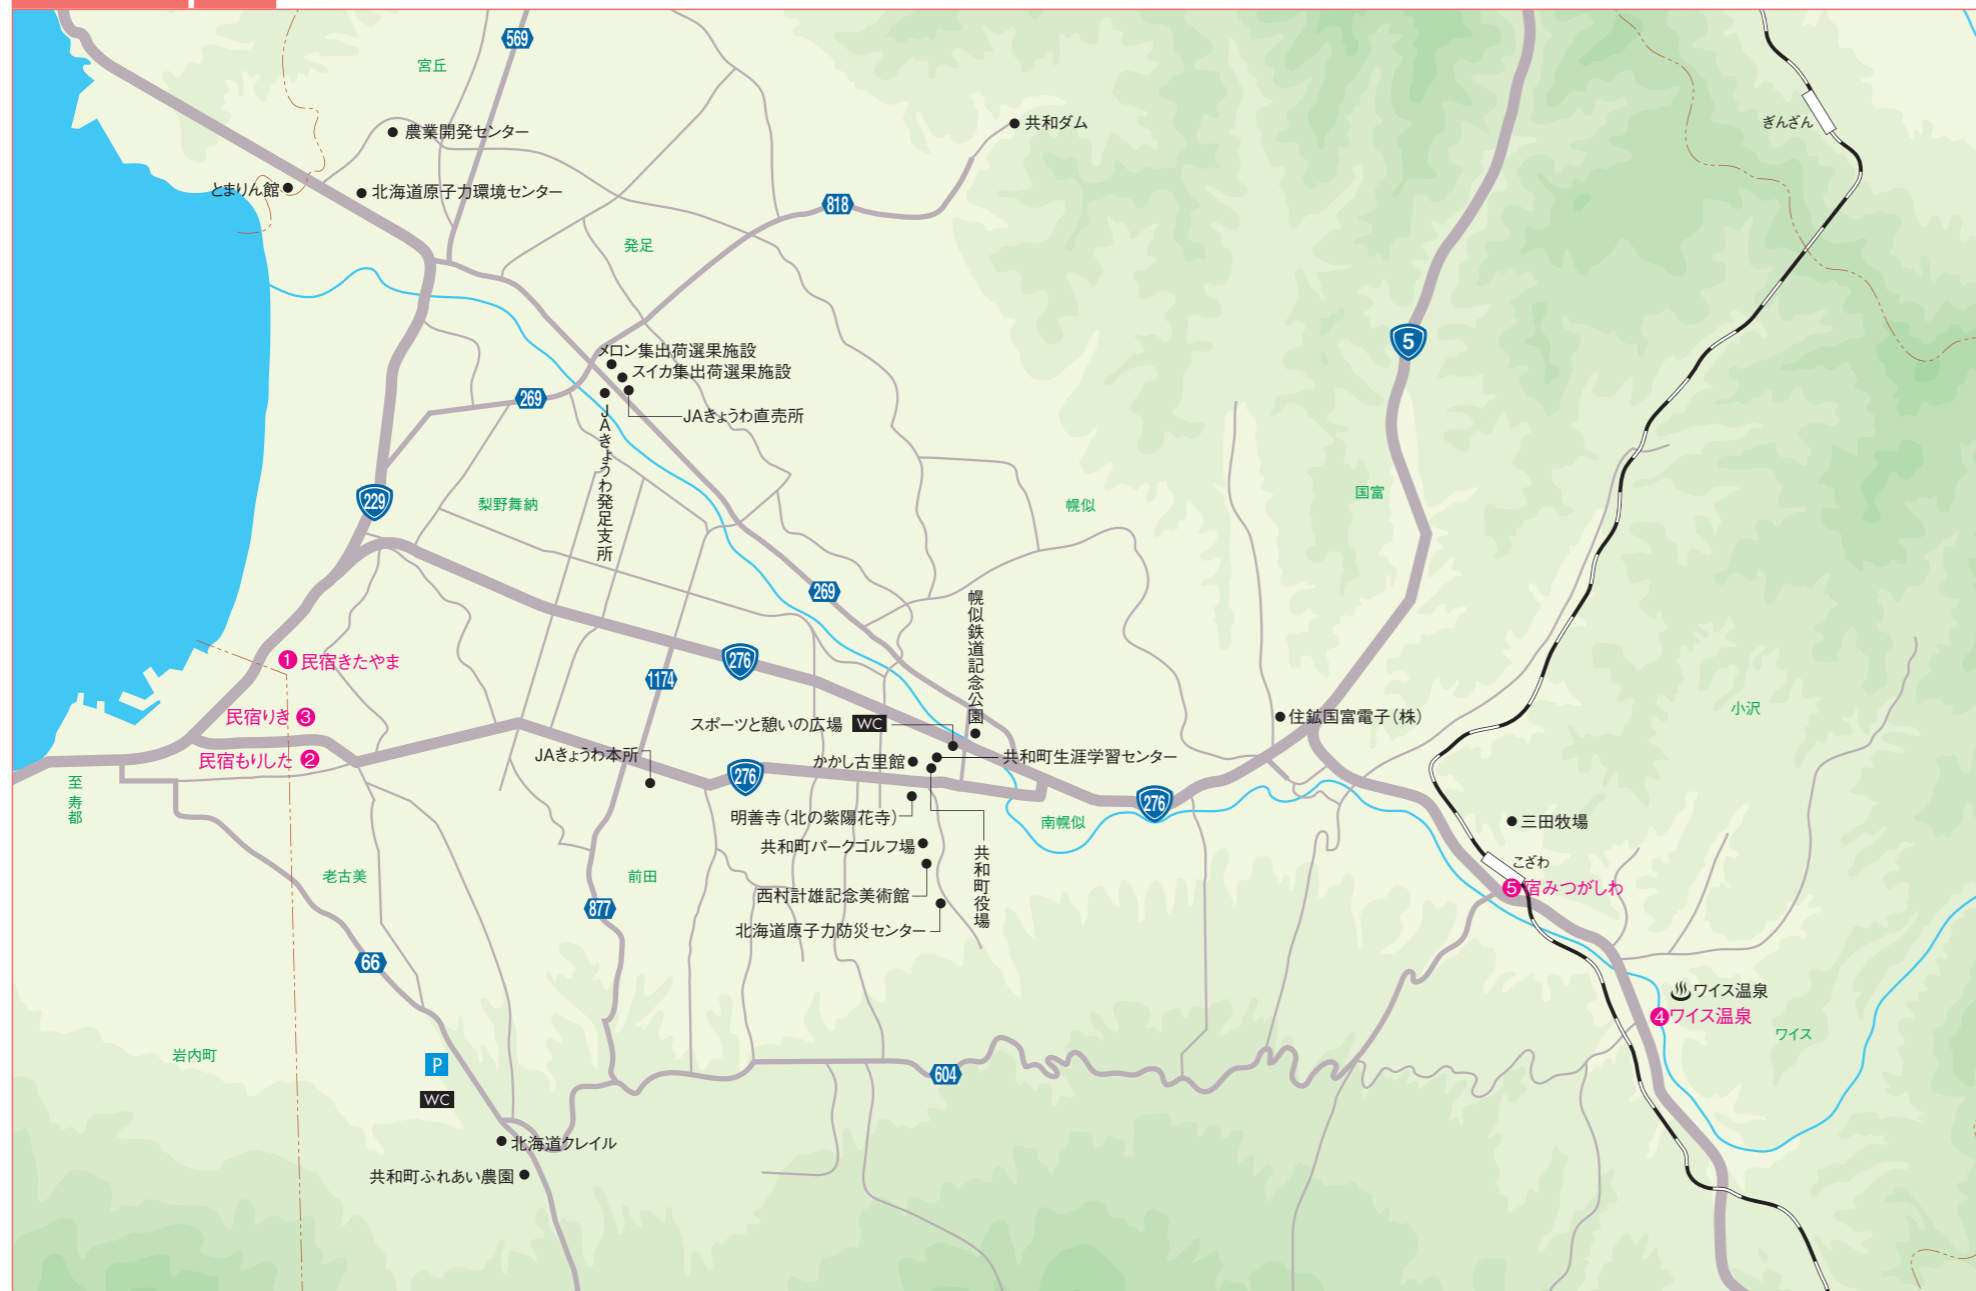 569
宮丘
農業開発センター
共和ダム
ぎんざん
とまりん館
北海道原子力環境センター
818
発足
5
メロン集出荷選果施設
スイカ集出荷選果施設
269
JAきょうわ直売所
JAきょうわ発足支所
229
梨野舞納
幌似
国富
269
幌似鉄道記念公園
1 民宿きたやま
276
1174
民宿りき 3
スポーツと憩いの広場 WC
住鉱国富電子(株)
小沢
民宿もりした 2
JAきょうわ本所
276
かかし古里館
共和町生涯学習センター
至寿都
276
明善寺(北の紫陽花寺)
南幌似
三田牧場
共和町パークゴルフ場
共和町役場
こざわ
老古美
前田
5 宿みつがしわ
西村計雄記念美術館
877
北海道原子力防災センター
66
ワイス温泉
4 ワイス温泉
ワイス
岩内町
P
604
WC
北海道クレイル
共和町ふれあい農園